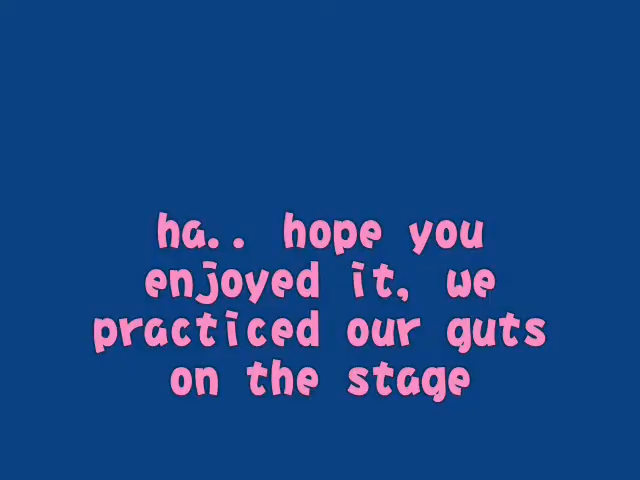 ha.. hope you
enjoyed it, we
practiced our guts
on the stage